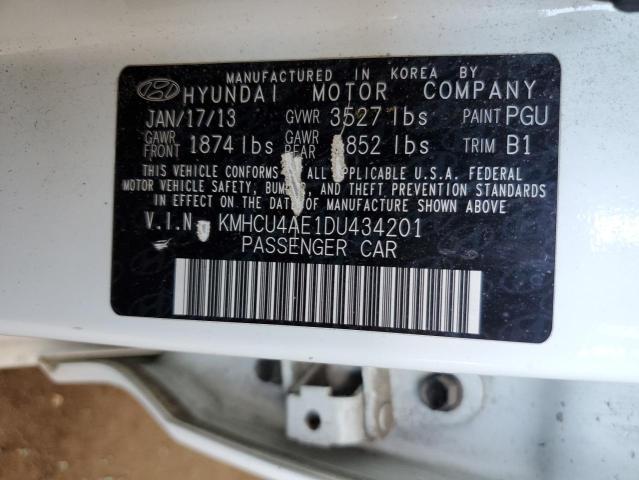 MANUFACTURED IN KOREA BY
HYUNDAI MOTOR COMPANY
JAN/17/13 GVWR 3527 lbs PAINT PGU
GAWR FRONT 1874 lbs GAWR REAR 852 lbs TRIM B1
THIS VEHICLE CONFORMS ALL APPLICABLE U.S.A. FEDERAL
MOTOR VEHICLE SAFETY, AND THEFT PREVENTION STANDARDS
IN EFFECT ON THE DATE OF MANUFACTURE SHOWN ABOVE
V.I.N KMHCU4AE1DU434201
PASSENGER CAR